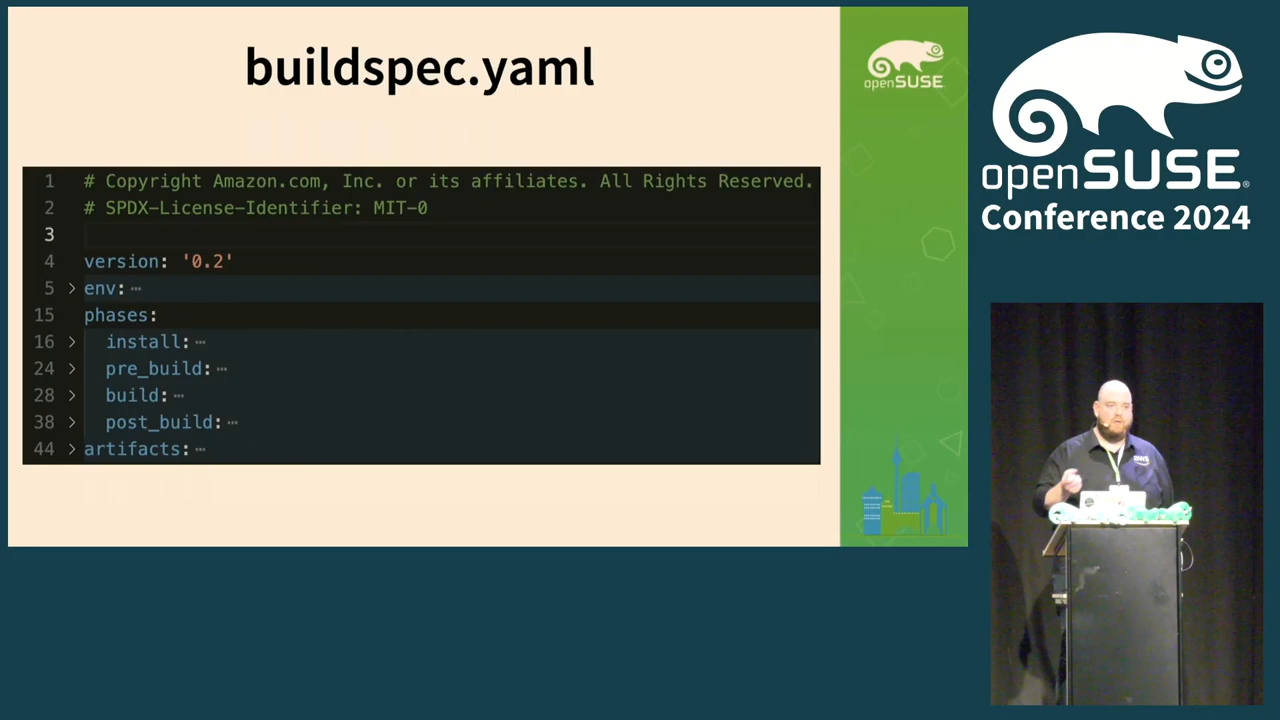 buildspec.yaml
1 # Copyright Amazon.com, Inc. or its affiliates. All Rights Reserved.
2 # SPDX-License-Identifier: MIT-0
3
4 version: '0.2'
5 > env: ⋯
15 phases:
16 > install: ⋯
24 > pre_build: ⋯
28 > build: ⋯
38 > post_build: ⋯
44 > artifacts: ⋯
openSUSE
openSUSE®
Conference 2024
aws